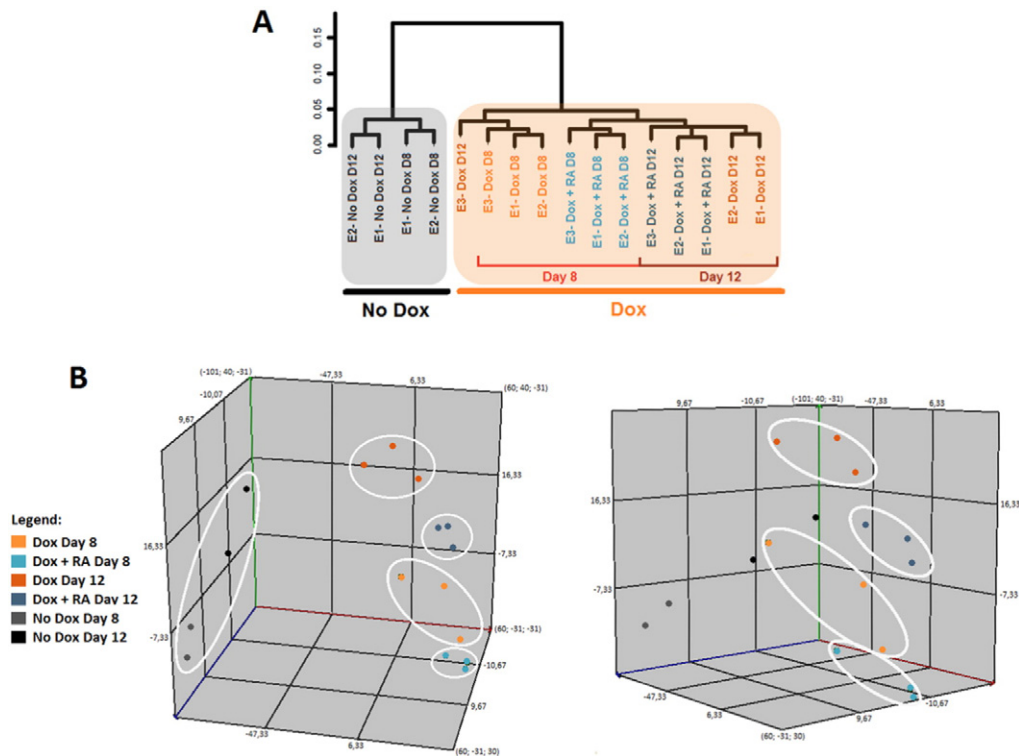 A
0.15
0.10
0.05
0.00
E2- No Dox D12
E1- No Dox D12
E1- No Dox D8
E2- No Dox D8
E3- Dox D12
E3- Dox D8
E1- Dox D8
E2- Dox D8
E3- Dox + RA D8
E1- Dox + RA D8
E2- Dox + RA D8
E3- Dox + RA D12
E2- Dox + RA D12
E1- Dox + RA D12
E2- Dox D12
E1- Dox D12
Day 8
Day 12
No Dox
Dox
B
(-101; 40; -31)
-47,33
6,33
(60; 40; -31)
-10,07
9,67
16,33
-7,33
16,33
-7,33
(60; -31; -31)
-10,67
9,67
(60; -31; 30)
-47,33
6,33
9,67
-10,67
(-101; 40; -31)
-47,33
6,33
16,33
16,33
-7,33
-7,33
-47,33
6,33
(60; -31; 30)
9,67
-10,67
Legend:
Dox Day 8
Dox + RA Day 8
Dox Day 12
Dox + RA Day 12
No Dox Day 8
No Dox Day 12